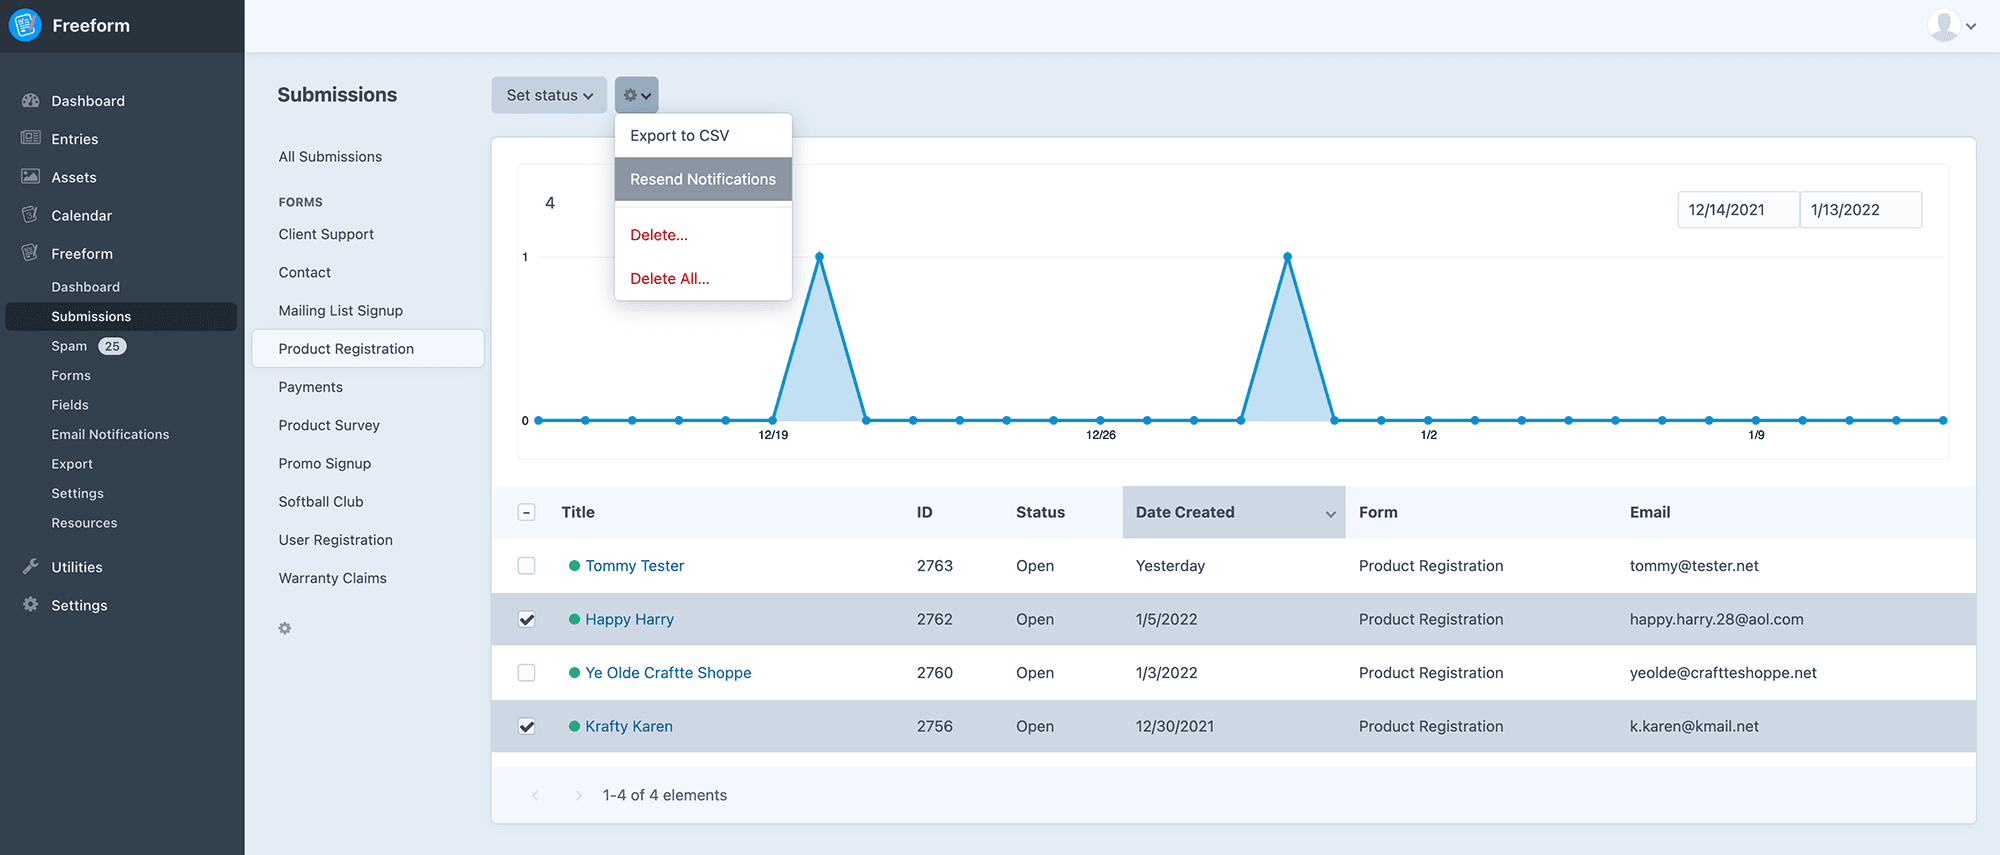 Freeform
Dashboard
Entries
Assets
Calendar
Freeform
Dashboard
Submissions
Spam 25
Forms
Fields
Email Notifications
Export
Settings
Resources
Utilities
Settings
Submissions
All Submissions
FORMS
Client Support
Contact
Mailing List Signup
Product Registration
Payments
Product Survey
Promo Signup
Softball Club
User Registration
Warranty Claims
Set status
Export to CSV
Resend Notifications
Delete...
Delete All...
4
12/14/2021 1/13/2022
1
0
12/19 12/26 1/2 1/9
Title ID Status Date Created Form Email
Tommy Tester 2763 Open Yesterday Product Registration tommy@tester.net
Happy Harry 2762 Open 1/5/2022 Product Registration happy.harry.28@aol.com
Ye Olde Craftte Shoppe 2760 Open 1/3/2022 Product Registration yeolde@craftteshoppe.net
Krafty Karen 2756 Open 12/30/2021 Product Registration k.karen@kmail.net
1-4 of 4 elements